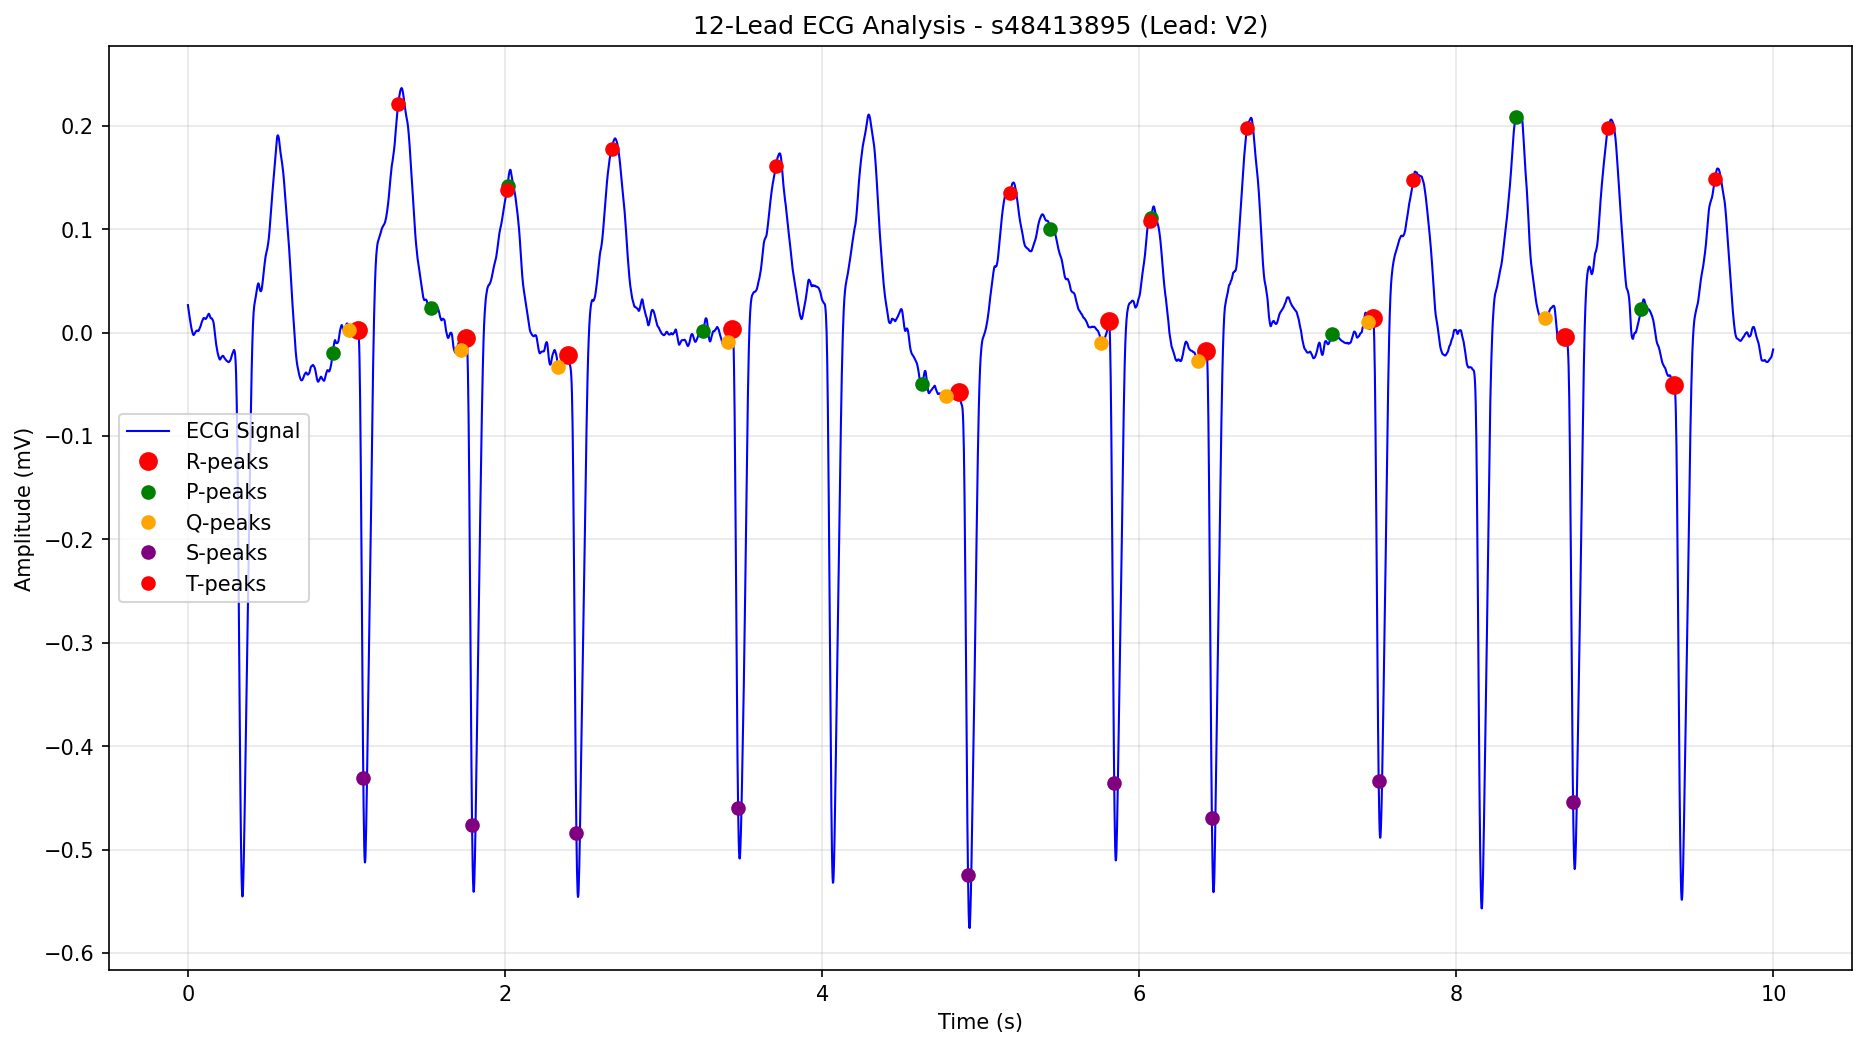 12-Lead ECG Analysis - s48413895 (Lead: V2)
Amplitude (mV)
0.2
0.1
0.0
−0.1
−0.2
−0.3
−0.4
−0.5
−0.6
ECG Signal
R-peaks
P-peaks
Q-peaks
S-peaks
T-peaks
0 2 4 6 8 10
Time (s)